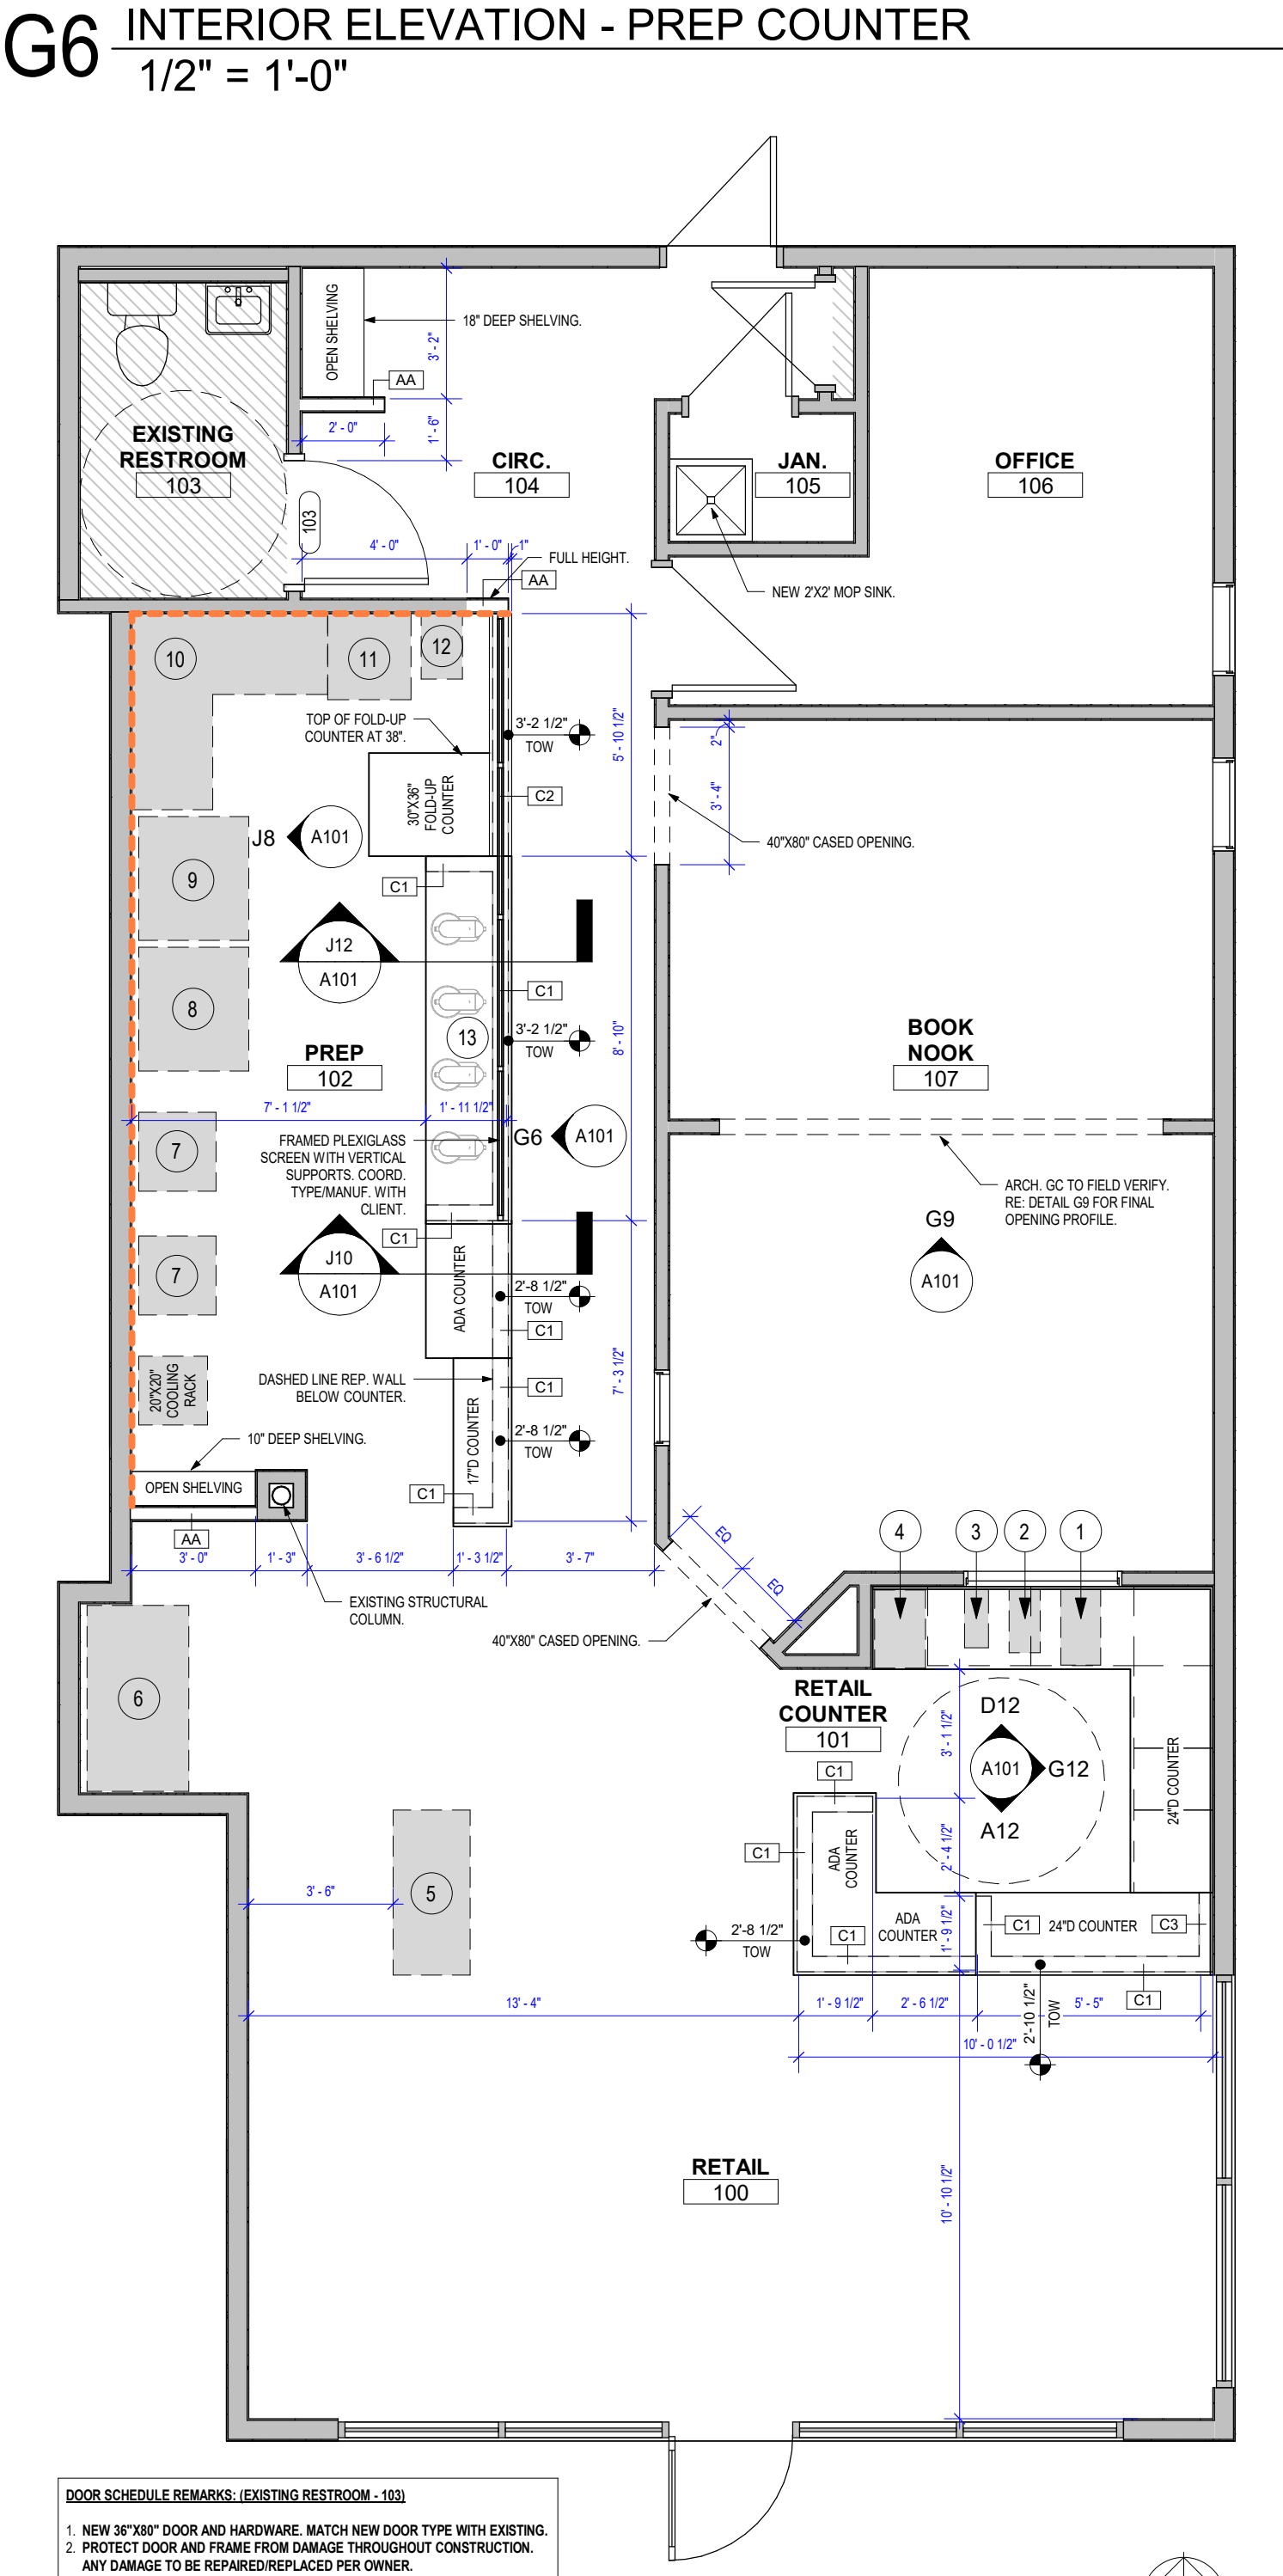 G6 INTERIOR ELEVATION - PREP COUNTER
1/2" = 1'-0"
OPEN SHELVING
18" DEEP SHELVING.
3' - 2"
AA
2' - 0"
1' - 6"
EXISTING
RESTROOM
103
CIRC.
104
JAN.
105
OFFICE
106
103
4' - 0"
1' - 0"
1"
FULL HEIGHT.
AA
NEW 2'X2' MOP SINK.
10
11
12
TOP OF FOLD-UP
COUNTER AT 38".
3'-2 1/2"
TOW
5' - 10 1/2"
2"
30"X36"
FOLD-UP
COUNTER
C2
3' - 4"
J8
A101
40"X80" CASED OPENING.
9
C1
J12
A101
C1
8
13
3'-2 1/2"
TOW
8' - 10"
PREP
102
BOOK
NOOK
107
7' - 1 1/2"
1' - 11 1/2"
7
FRAMED PLEXIGLASS
SCREEN WITH VERTICAL
SUPPORTS. COORD.
TYPE/MANUF. WITH
CLIENT.
G6
A101
ARCH. GC TO FIELD VERIFY.
RE: DETAIL G9 FOR FINAL
OPENING PROFILE.
C1
G9
A101
7
J10
A101
ADA COUNTER
2'-8 1/2"
TOW
C1
20"X20"
COOLING
RACK
DASHED LINE REP. WALL
BELOW COUNTER.
C1
7' - 3 1/2"
10" DEEP SHELVING.
17"D COUNTER
2'-8 1/2"
TOW
OPEN SHELVING
C1
AA
3' - 0"
1' - 3"
3' - 6 1/2"
1' - 3 1/2"
3' - 7"
EQ
EQ
4
3
2
1
EXISTING STRUCTURAL
COLUMN.
40"X80" CASED OPENING.
6
RETAIL
COUNTER
101
D12
A101
G12
A12
3' - 1 1/2"
24"D COUNTER
C1
C1
ADA
COUNTER
2' - 4 1/2"
3' - 6"
5
2'-8 1/2"
TOW
C1
ADA
COUNTER
1' - 9 1/2"
C1
24"D COUNTER
C3
C1
13' - 4"
1' - 9 1/2"
2' - 6 1/2"
2'-10 1/2"
TOW
5' - 5"
10' - 0 1/2"
RETAIL
100
10' - 10 1/2"
DOOR SCHEDULE REMARKS: (EXISTING RESTROOM - 103)
1. NEW 36"X80" DOOR AND HARDWARE. MATCH NEW DOOR TYPE WITH EXISTING.
2. PROTECT DOOR AND FRAME FROM DAMAGE THROUGHOUT CONSTRUCTION.
ANY DAMAGE TO BE REPAIRED/REPLACED PER OWNER.